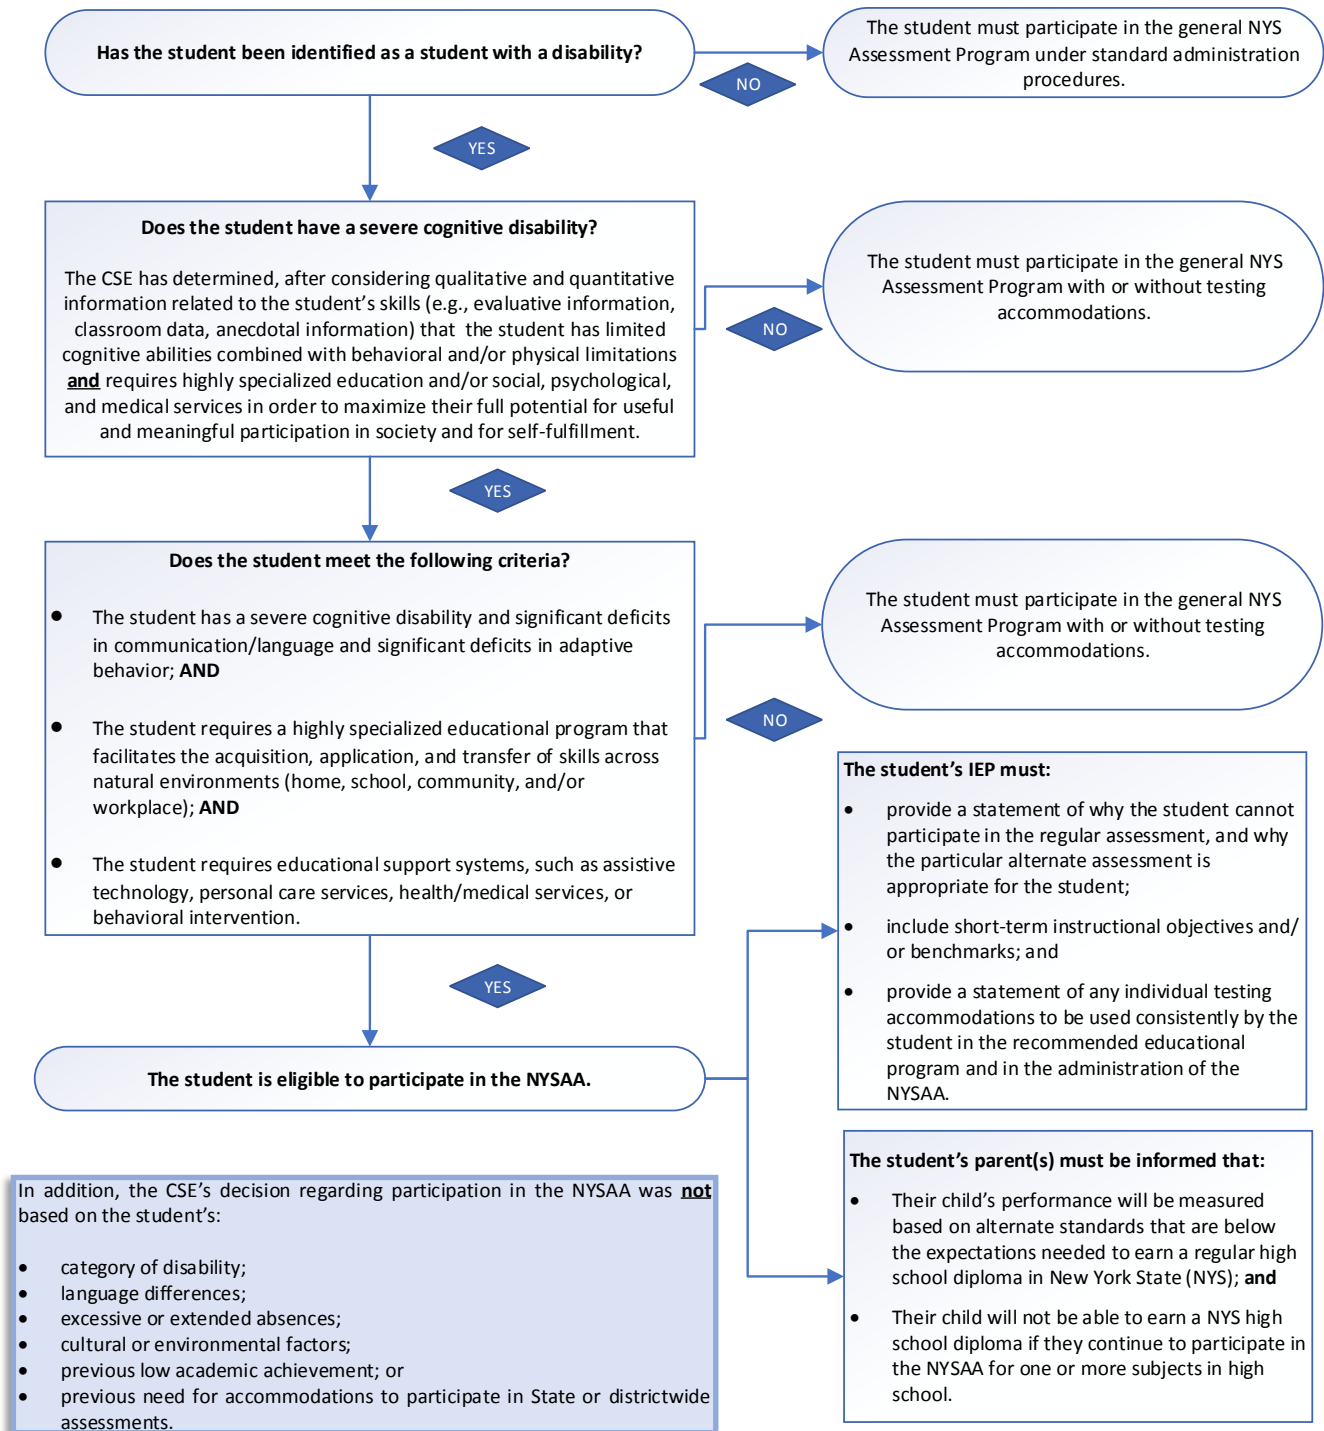 Has the student been identified as a student with a disability?
NO
The student must participate in the general NYS
Assessment Program under standard administration
procedures.
YES
Does the student have a severe cognitive disability?
The CSE has determined, after considering qualitative and quantitative
information related to the student’s skills (e.g., evaluative information,
classroom data, anecdotal information) that the student has limited
cognitive abilities combined with behavioral and/or physical limitations
and requires highly specialized education and/or social, psychological,
and medical services in order to maximize their full potential for useful
and meaningful participation in society and for self-fulfillment.
NO
The student must participate in the general NYS
Assessment Program with or without testing
accommodations.
YES
Does the student meet the following criteria?
• The student has a severe cognitive disability and significant deficits
in communication/language and significant deficits in adaptive
behavior; AND
• The student requires a highly specialized educational program that
facilitates the acquisition, application, and transfer of skills across
natural environments (home, school, community, and/or
workplace); AND
• The student requires educational support systems, such as assistive
technology, personal care services, health/medical services, or
behavioral intervention.
NO
The student must participate in the general NYS
Assessment Program with or without testing
accommodations.
YES
The student is eligible to participate in the NYSAA.
The student’s IEP must:
• provide a statement of why the student cannot
participate in the regular assessment, and why
the particular alternate assessment is
appropriate for the student;
• include short-term instructional objectives and/
or benchmarks; and
• provide a statement of any individual testing
accommodations to be used consistently by the
student in the recommended educational
program and in the administration of the
NYSAA.
The student’s parent(s) must be informed that:
• Their child’s performance will be measured
based on alternate standards that are below
the expectations needed to earn a regular high
school diploma in New York State (NYS); and
• Their child will not be able to earn a NYS high
school diploma if they continue to participate in
the NYSAA for one or more subjects in high
school.
In addition, the CSE’s decision regarding participation in the NYSAA was not
based on the student’s:
• category of disability;
• language differences;
• excessive or extended absences;
• cultural or environmental factors;
• previous low academic achievement; or
• previous need for accommodations to participate in State or districtwide
assessments.